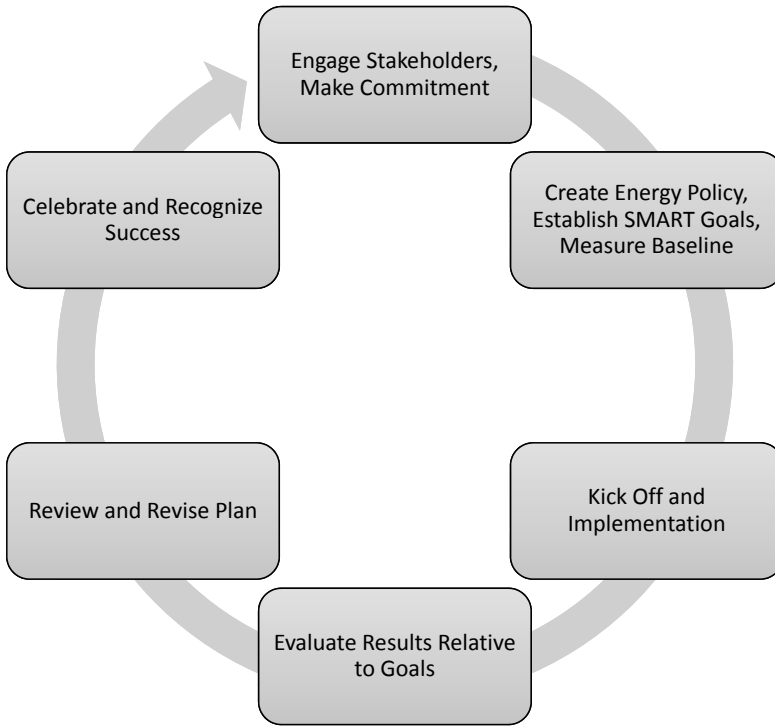 Engage Stakeholders,
Make Commitment
Create Energy Policy,
Establish SMART Goals,
Measure Baseline
Kick Off and
Implementation
Evaluate Results Relative
to Goals
Review and Revise Plan
Celebrate and Recognize
Success